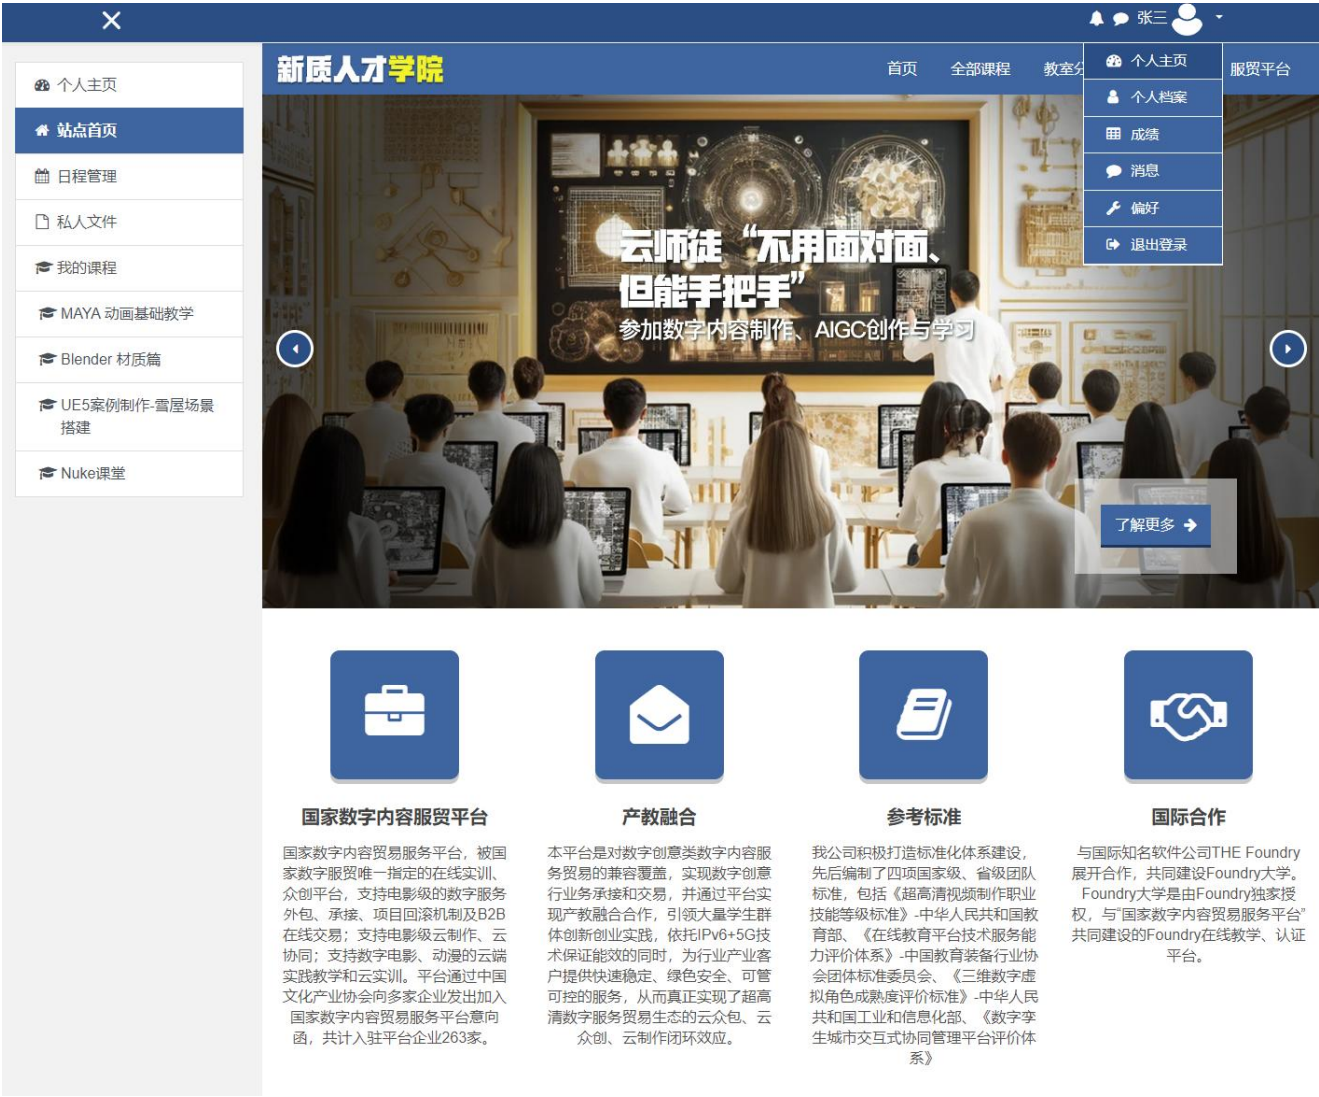 张三
个人主页
站点首页
日程管理
私人文件
我的课程
MAYA 动画基础教学
Blender 材质篇
UE5案例制作-雪屋场景
搭建
Nuke课堂
新质人才学院
首页
全部课程
教室分
服贸平台
个人主页
个人档案
成绩
消息
偏好
退出登录
云师徒“不用面对面、
但能手把手”
参加数字内容制作、AIGC创作与学习
了解更多
国家数字内容服贸平台
国家数字内容贸易服务平台，被国
家数字服贸唯一指定的在线实训、
众创平台，支持电影级的数字服务
外包、承接、项目回滚机制及B2B
在线交易；支持电影级云制作、云
协同；支持数字电影、动漫的云端
实践教学和云实训。平台通过中国
文化产业协会向多家企业发出加入
国家数字内容贸易服务平台意向
函，共计入驻平台企业263家。
产教融合
本平台是对数字创意类数字内容服
务贸易的兼容覆盖，实现数字创意
行业务承接和交易，并通过平台实
现产教融合合作，引领大量学生群
体创新创业实践，依托IPv6+5G技
术保证能效的同时，为行业产业客
户提供快速稳定、绿色安全、可管
可控的服务，从而真正实现了超高
清数字服务贸易生态的云众包、云
众创、云制作闭环效应。
参考标准
我公司积极打造标准化体系建设，
先后编制了四项国家级、省级团队
标准，包括《超高清视频制作职业
技能等级标准》-中华人民共和国教
育部、《在线教育平台技术服务能
力评价体系》-中国教育装备行业协
会团体标准委员会、《三维数字虚
拟角色成熟度评价标准》-中华人民
共和国工业和信息化部、《数字孪
生城市交互式协同管理平台评价体
系》
国际合作
与国际知名软件公司THE Foundry
展开合作，共同建设Foundry大学。
Foundry大学是由Foundry独家授
权，与“国家数字内容贸易服务平台”
共同建设的Foundry在线教学、认证
平台。